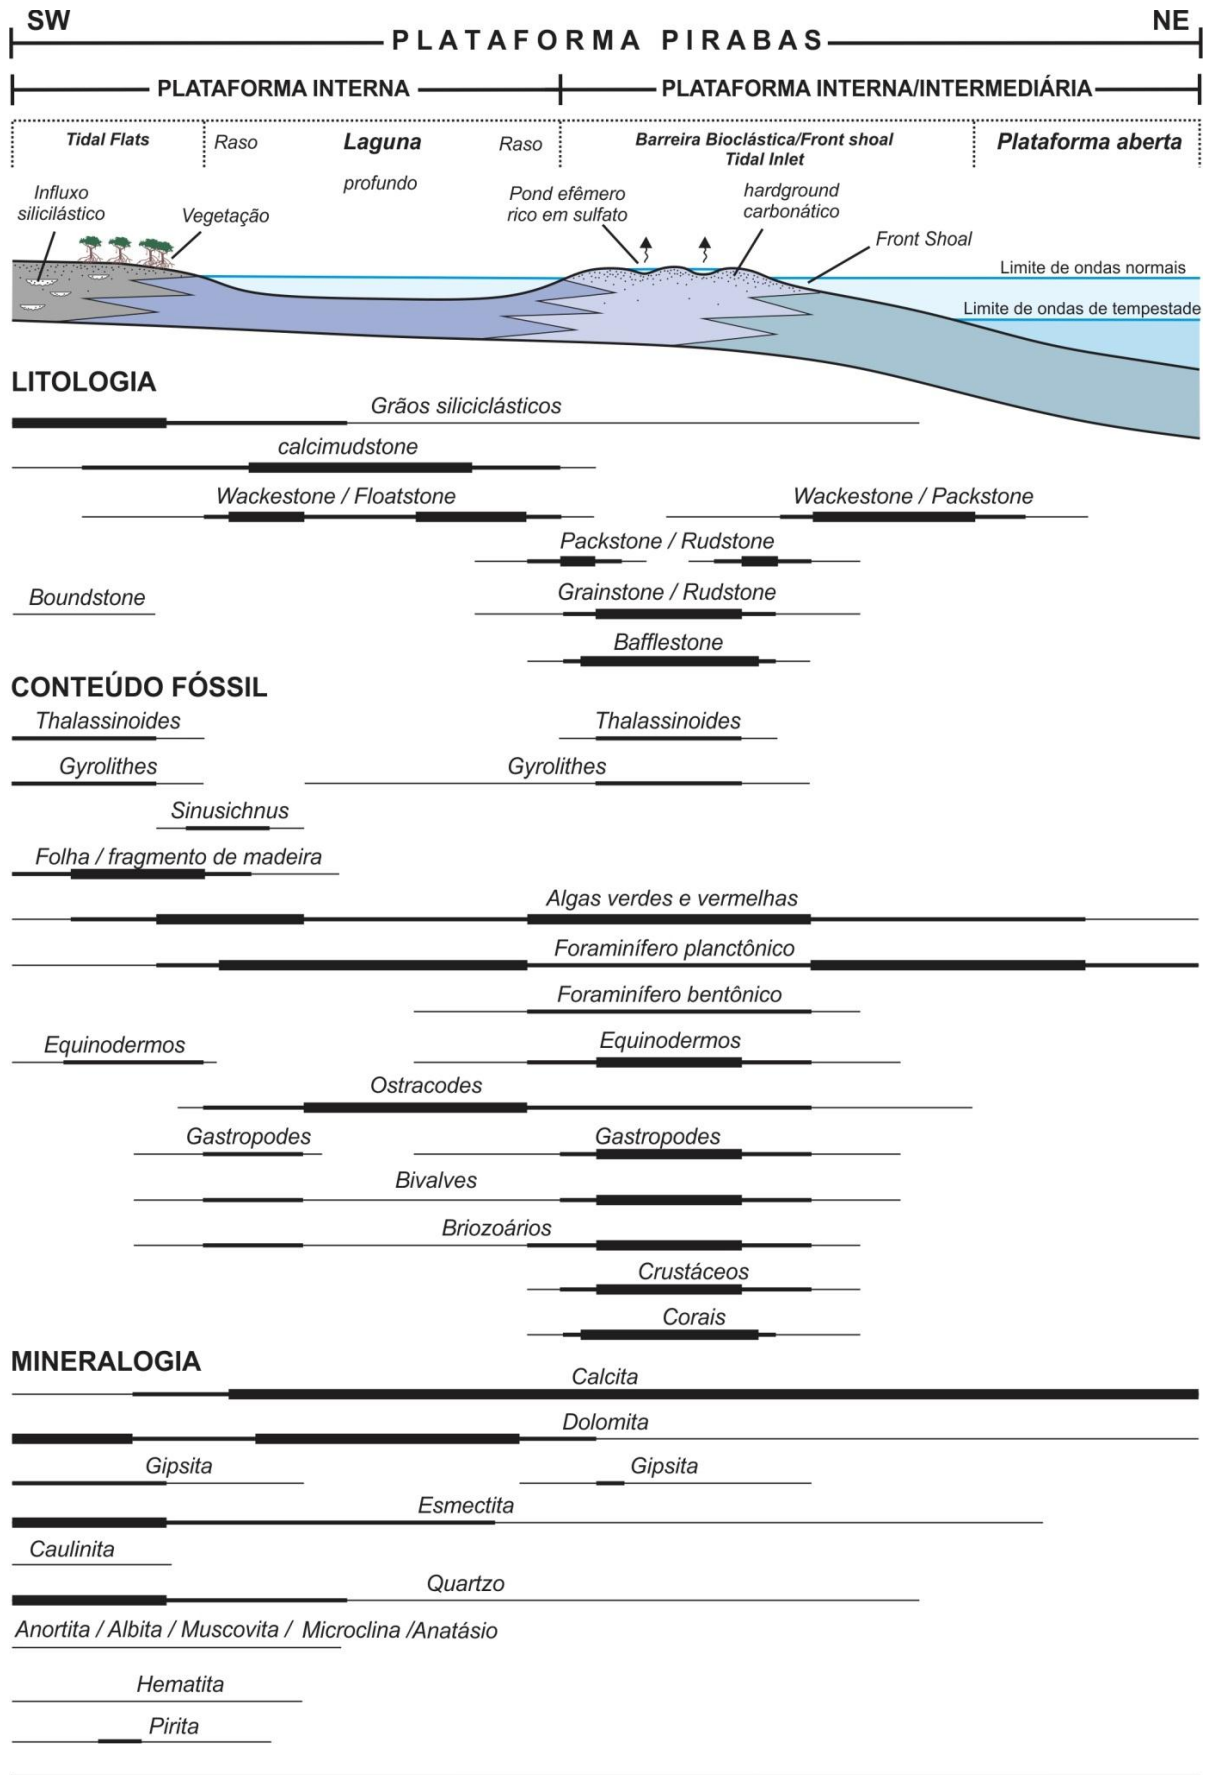 SW
NE
PLATAFORMA PIRABAS
PLATAFORMA INTERNA
PLATAFORMA INTERNA/INTERMEDIÁRIA
Tidal Flats
Raso
Laguna
Raso
profundo
Barreira Bioclástica/Front shoal
Tidal Inlet
Plataforma aberta
Influxo
silicilástico
Vegetação
Pond efêmero
rico em sulfato
hardground
carbonático
Front Shoal
Limite de ondas normais
Limite de ondas de tempestade
LITOLOGIA
Grãos siliciclásticos
calcimudstone
Wackestone / Floatstone
Wackestone / Packstone
Packstone / Rudstone
Boundstone
Grainstone / Rudstone
Bafflestone
CONTEÚDO FÓSSIL
Thalassinoides
Thalassinoides
Gyrolithes
Gyrolithes
Sinusichnus
Folha / fragmento de madeira
Algas verdes e vermelhas
Foraminífero planctônico
Foraminífero bentônico
Equinodermos
Equinodermos
Ostracodes
Gastropodes
Gastropodes
Bivalves
Briozoários
Crustáceos
Corais
MINERALOGIA
Calcita
Dolomita
Gipsita
Gipsita
Esmectita
Caulinita
Quartzo
Anortita / Albita / Muscovita / Microclina /Anatásio
Hematita
Pirita